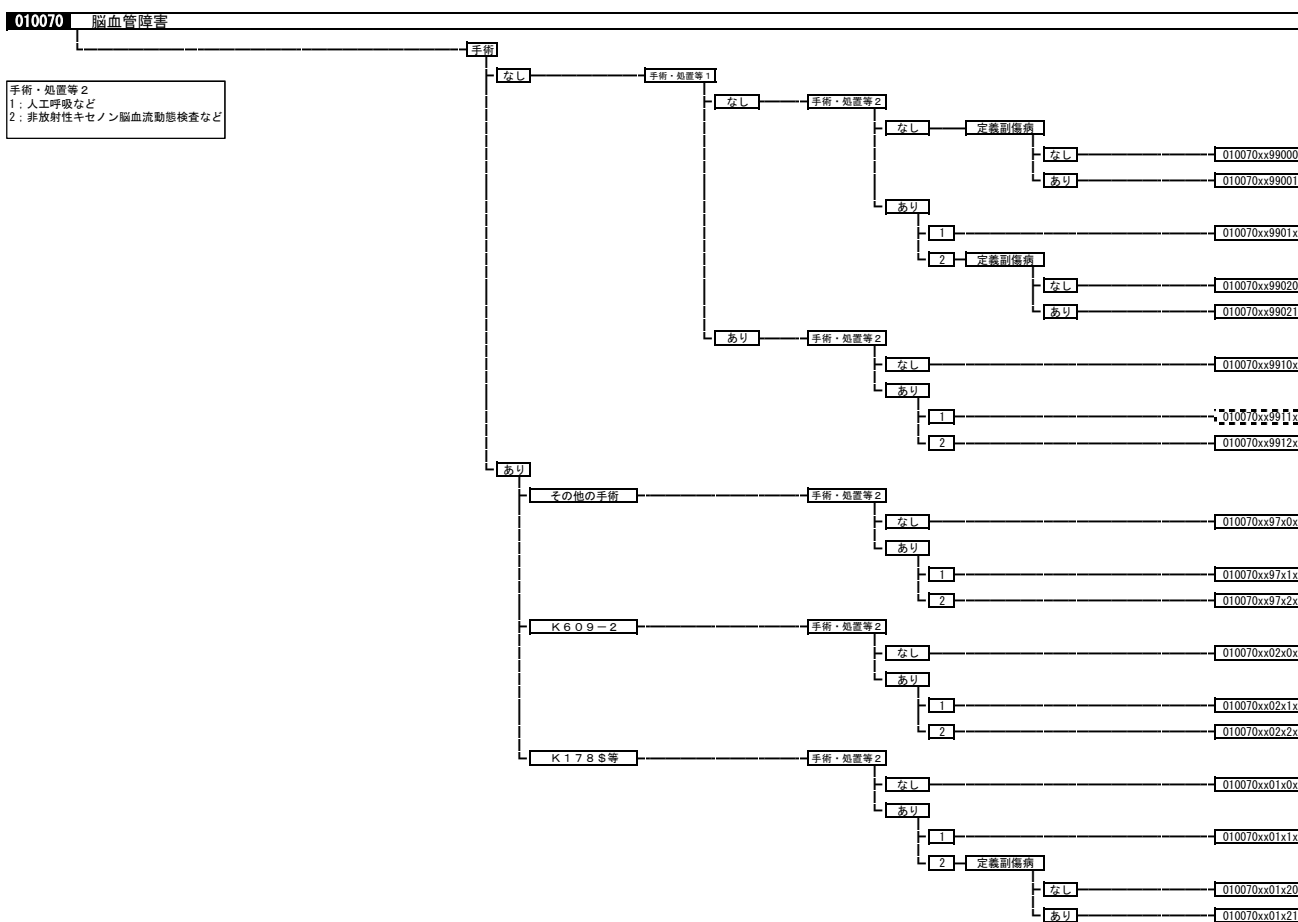 010070 脳血管障害
手術
手術・処置等2
1；人工呼吸など
2；非放射性キセノン脳血流動態検査など
なし 手術・処置等1
なし 手術・処置等2
なし 定義副傷病
なし 010070xx99000
あり 010070xx99001
あり
1 010070xx9901x
2 定義副傷病
なし 010070xx99020
あり 010070xx99021
あり 手術・処置等2
なし 010070xx9910x
あり
1 010070xx9911x
2 010070xx9912x
あり
その他の手術 手術・処置等2
なし 010070xx97x0x
あり
1 010070xx97x1x
2 010070xx97x2x
K609－2 手術・処置等2
なし 010070xx02x0x
あり
1 010070xx02x1x
2 010070xx02x2x
K178$等 手術・処置等2
なし 010070xx01x0x
あり
1 010070xx01x1x
2 定義副傷病
なし 010070xx01x20
あり 010070xx01x21